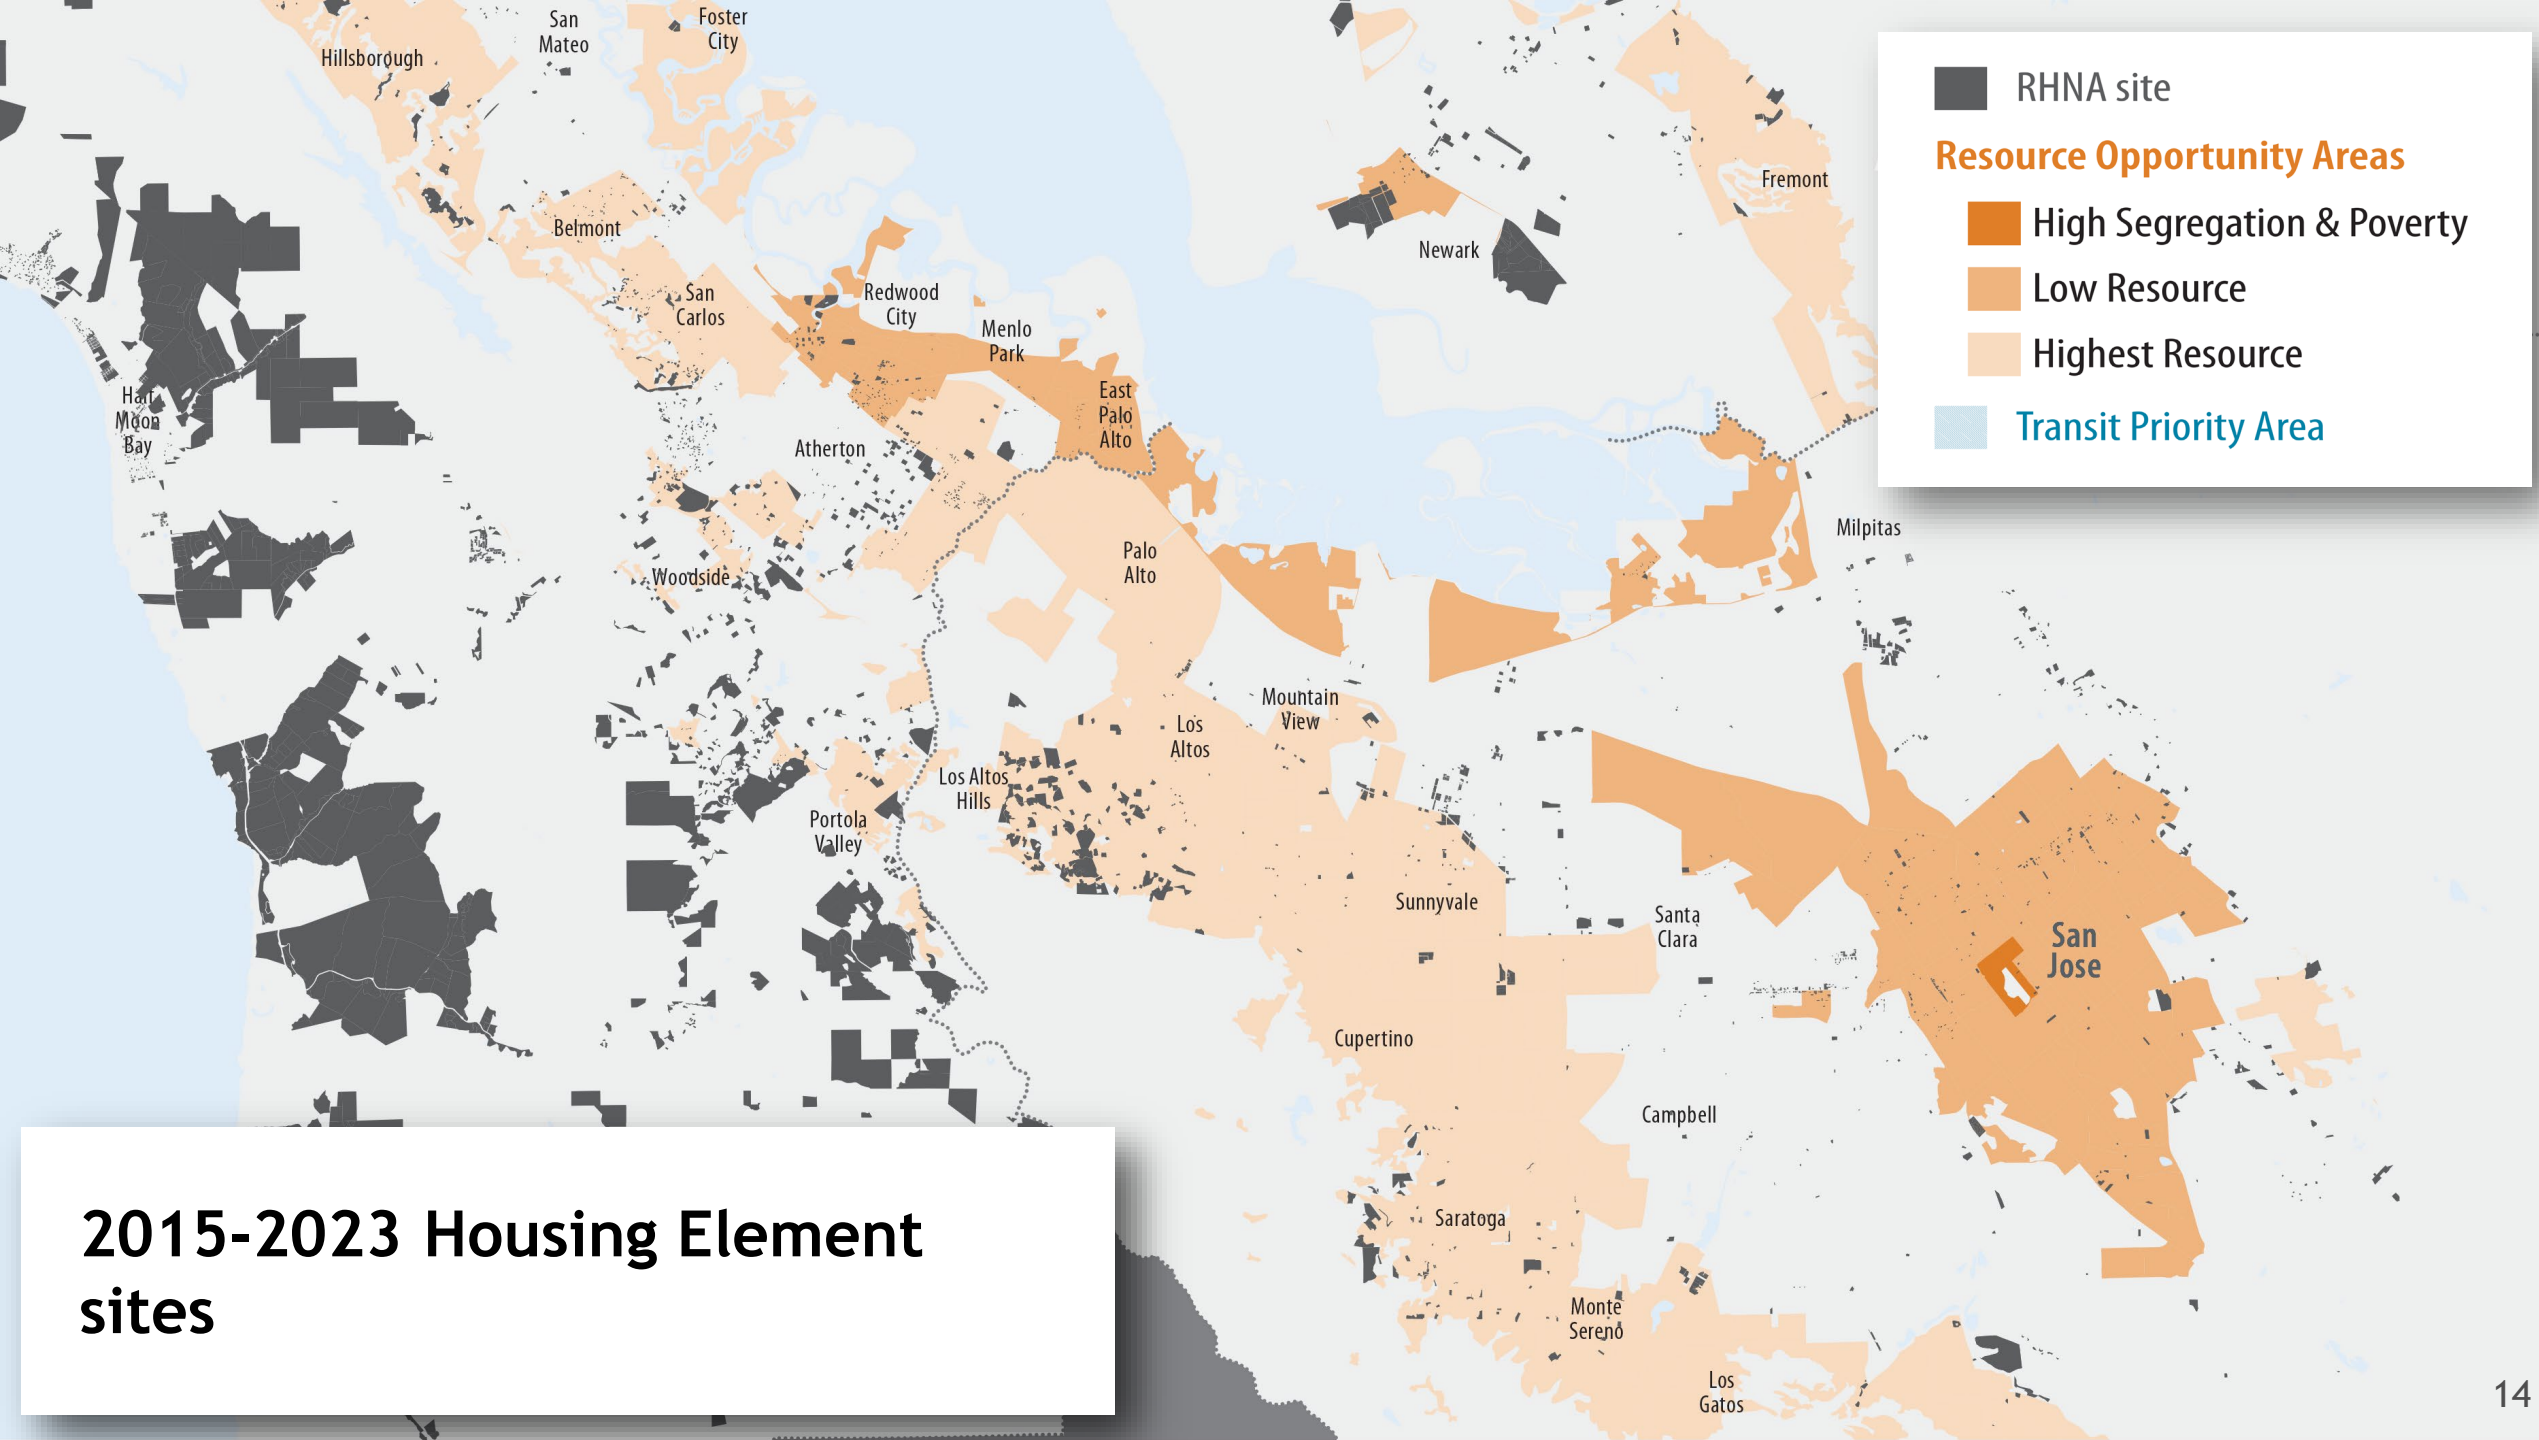 San
Mateo
Foster
City
Hillsborough
Belmont
San
Carlos
Redwood
City
Menlo
Park
East
Palo
Alto
Half
Moon
Bay
Atherton
Woodside
Palo
Alto
Newark
Fremont
Milpitas
Mountain
View
Los
Altos
Los Altos
Hills
Portola
Valley
Sunnyvale
Santa
Clara
San
Jose
Cupertino
Campbell
Saratoga
Monte
Sereno
Los
Gatos
RHNA site
Resource Opportunity Areas
High Segregation & Poverty
Low Resource
Highest Resource
Transit Priority Area
2015-2023 Housing Element
sites
14